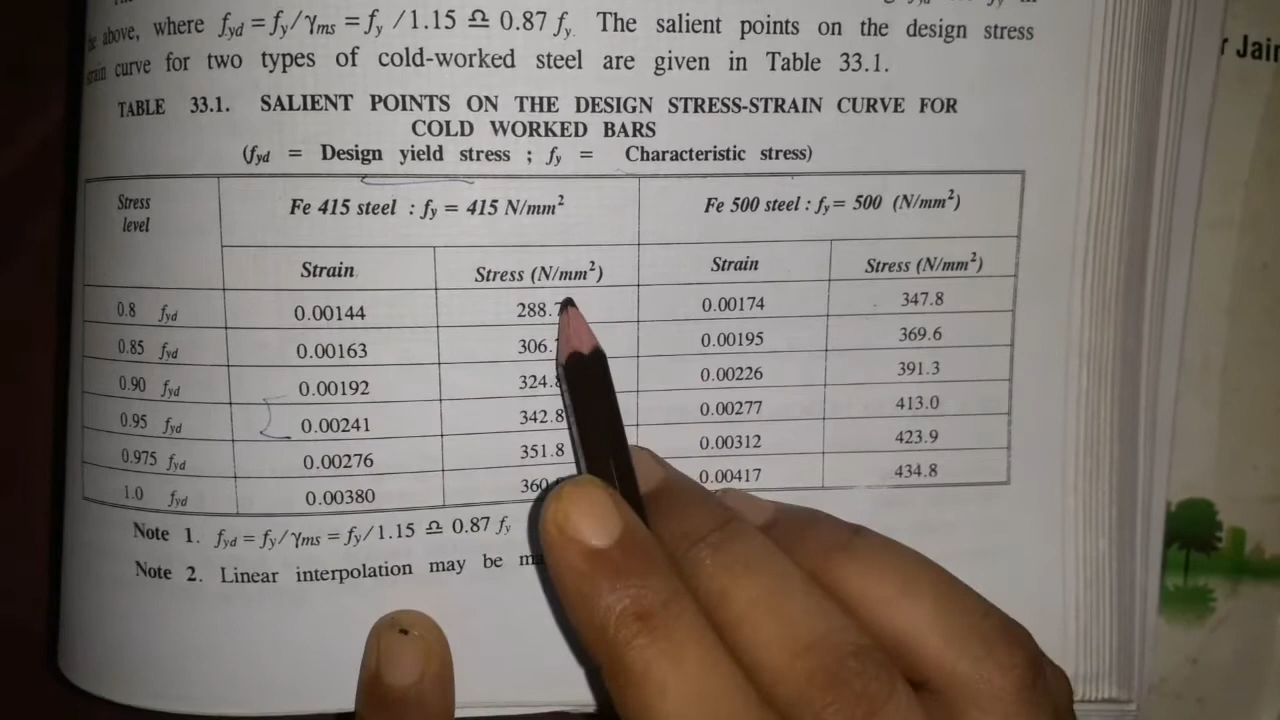 above, where fyd = fy/γms = fy /1.15 ≏ 0.87 fy. The salient points on the design stress
curve for two types of cold-worked steel are given in Table 33.1.
TABLE 33.1. SALIENT POINTS ON THE DESIGN STRESS-STRAIN CURVE FOR
COLD WORKED BARS
(fyd = Design yield stress ; fy = Characteristic stress)
Stress level Fe 415 steel : fy = 415 N/mm² Fe 500 steel : fy = 500 (N/mm²)
Strain Stress (N/mm²) Strain Stress (N/mm²)
0.8 fyd 0.00144 288. 0.00174 347.8
0.85 fyd 0.00163 306. 0.00195 369.6
0.90 fyd 0.00192 324. 0.00226 391.3
0.95 fyd 0.00241 342.8 0.00277 413.0
0.975 fyd 0.00276 351.8 0.00312 423.9
1.0 fyd 0.00380 360 0.00417 434.8
Note 1. fyd = fy/γms = fy/1.15 ≏ 0.87 fy
Note 2. Linear interpolation may be
Jain